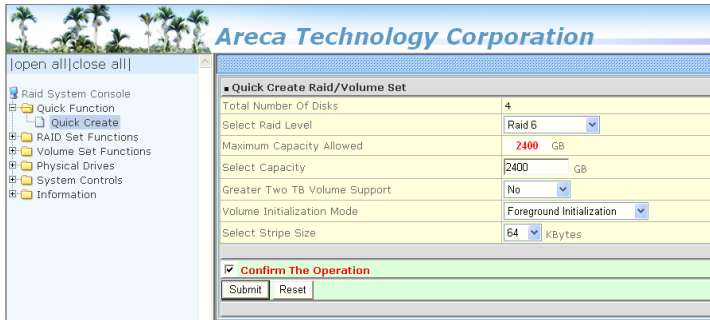 Areca Technology Corporation
|open all|close all|
Raid System Console
Quick Function
Quick Create
RAID Set Functions
Volume Set Functions
Physical Drives
System Controls
Information
Quick Create Raid/Volume Set
Total Number Of Disks 4
Select Raid Level Raid 6
Maximum Capacity Allowed 2400 GB
Select Capacity 2400 GB
Greater Two TB Volume Support No
Volume Initialization Mode Foreground Initialization
Select Stripe Size 64 KBytes
Confirm The Operation
Submit Reset